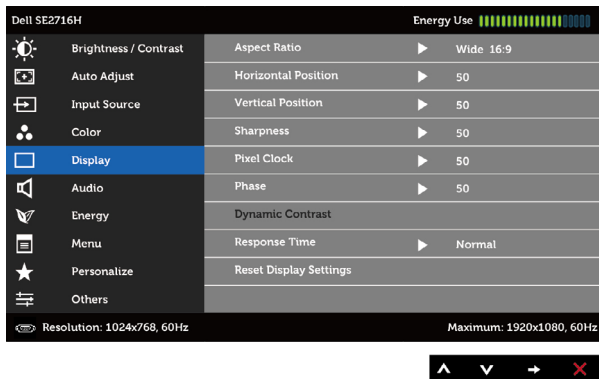 Dell SE2716H Energy Use
Brightness / Contrast Aspect Ratio Wide 16:9
Auto Adjust Horizontal Position 50
Input Source Vertical Position 50
Color Sharpness 50
Display Pixel Clock 50
Audio Phase 50
Energy Dynamic Contrast
Menu Response Time Normal
Personalize Reset Display Settings
Others
Resolution: 1024x768, 60Hz Maximum: 1920x1080, 60Hz